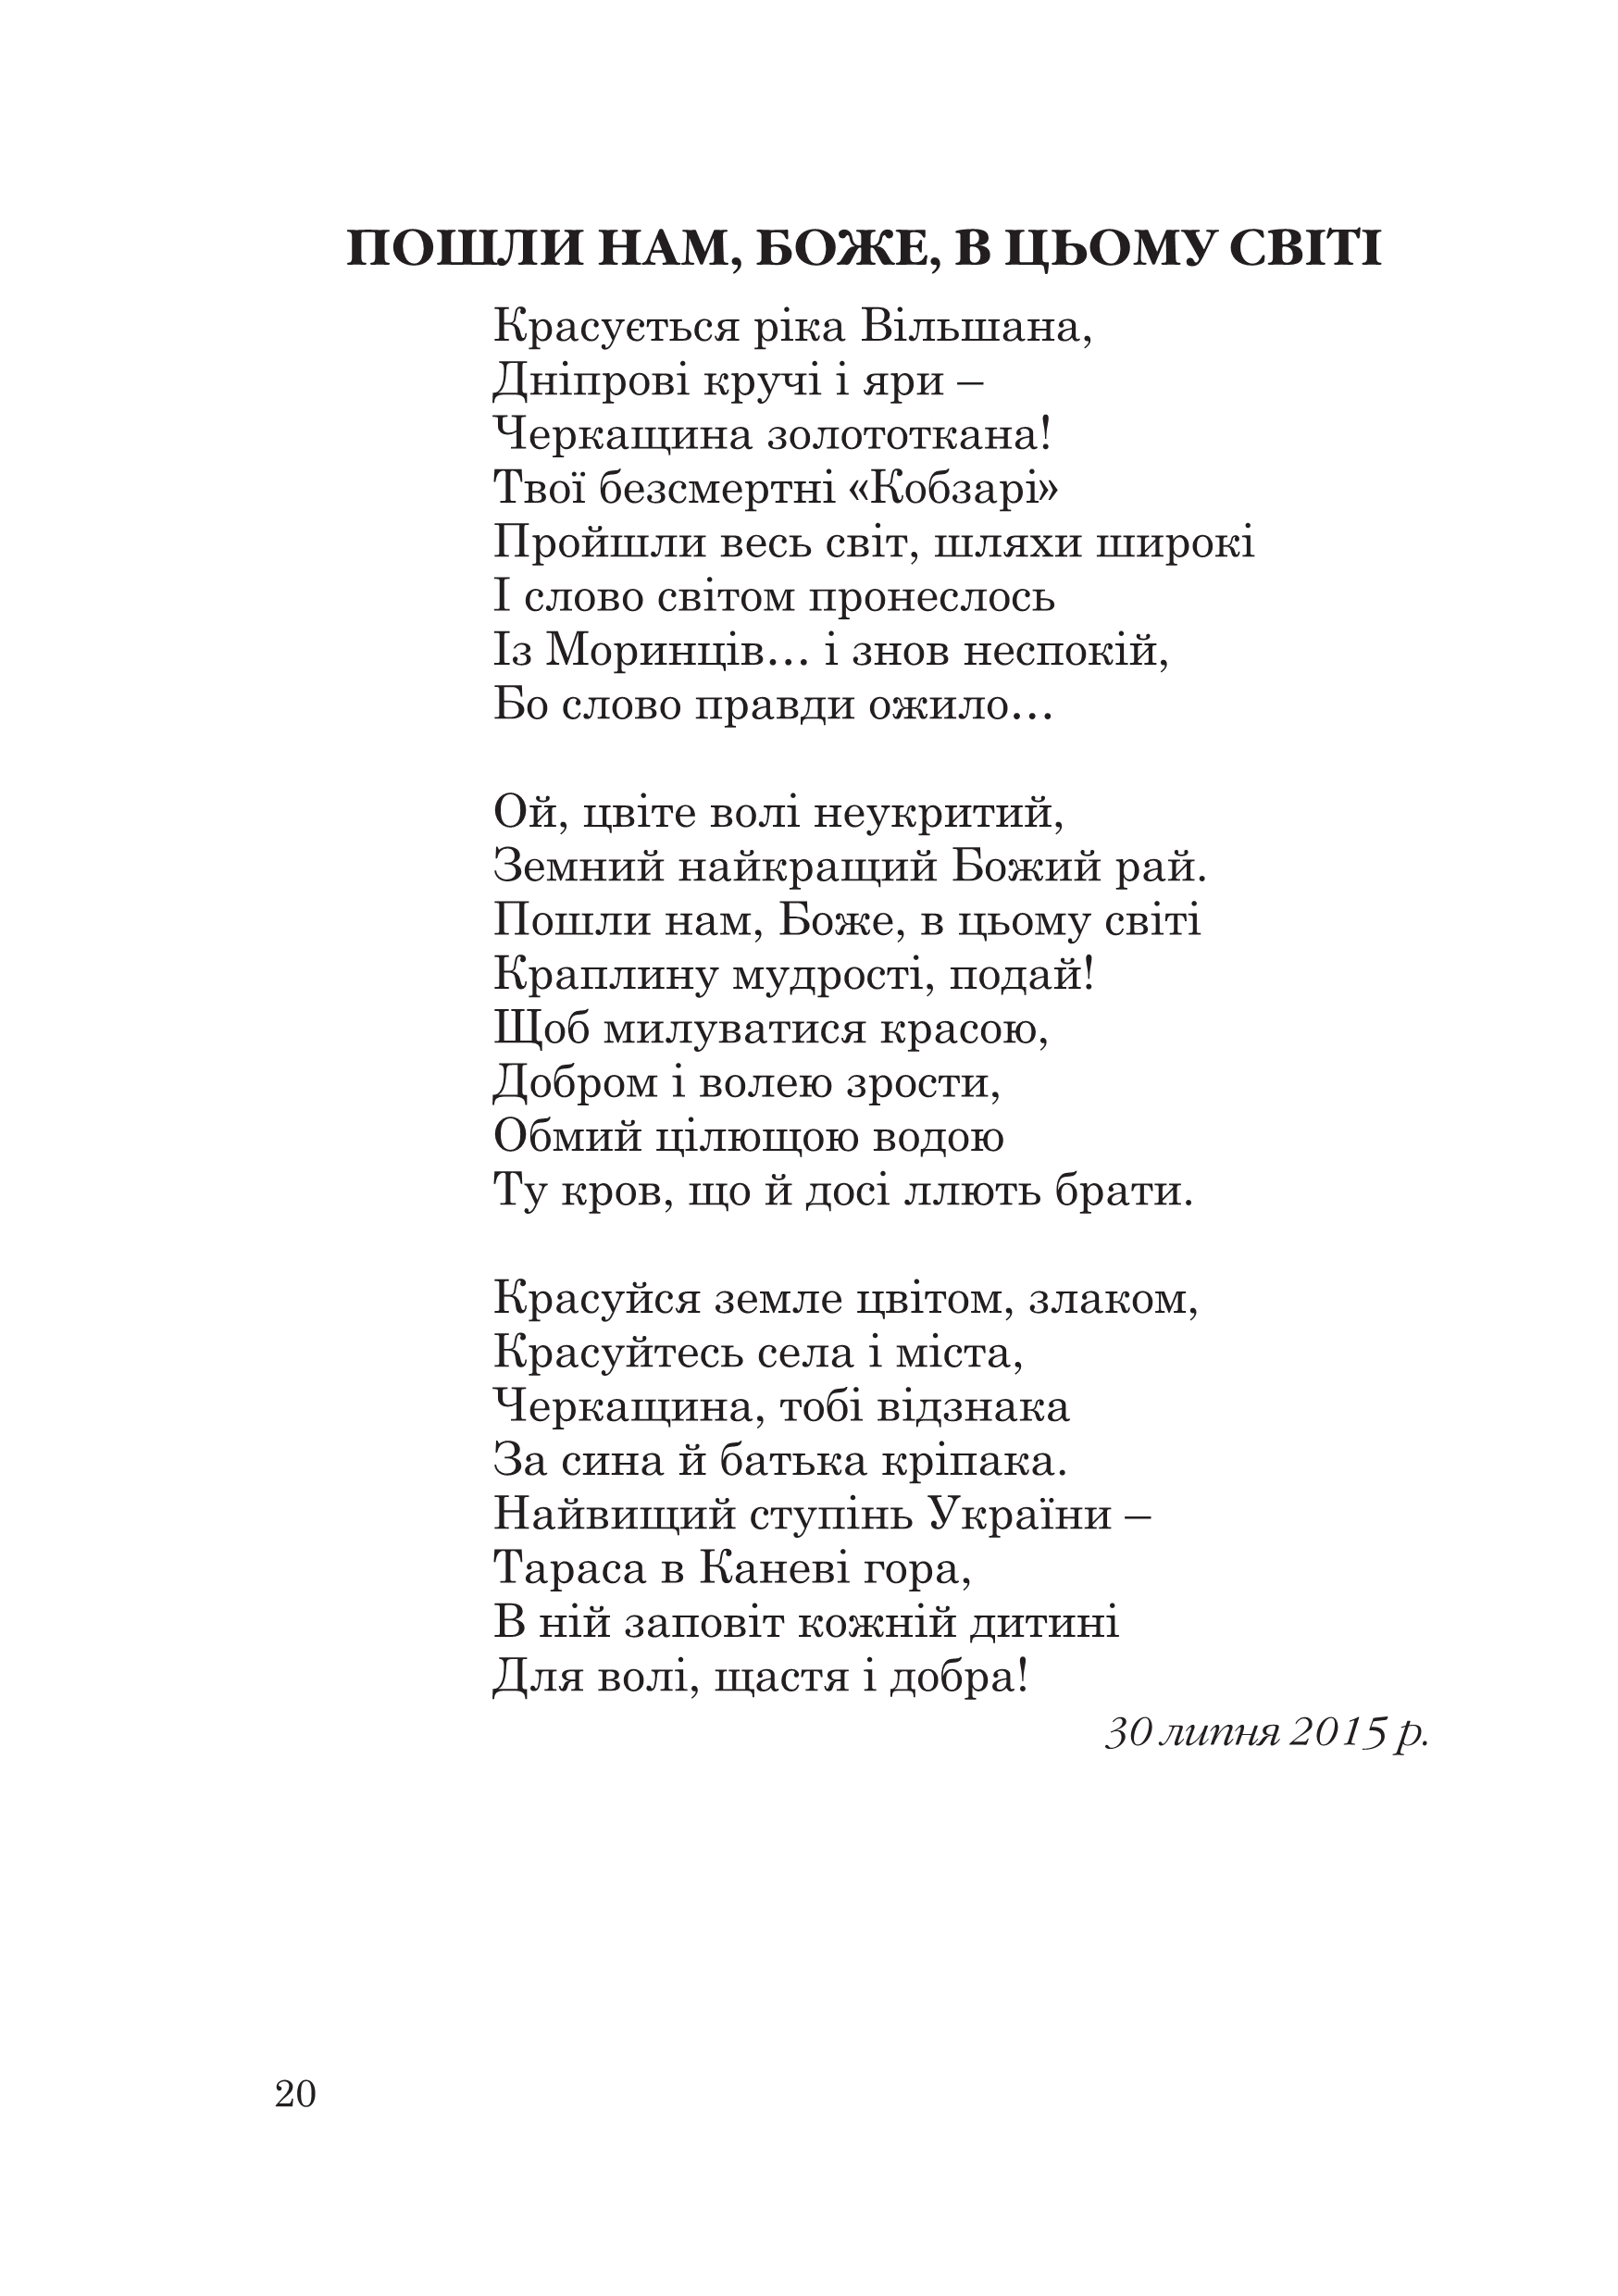 ПОШЛИ НАМ, БОЖЕ, В ЦЬОМУ СВІТІ
Красується ріка Вільшана,
Дніпрові кручі і яри –
Черкащина золототкана!
Твої безсмертні «Кобзарі»
Пройшли весь світ, шляхи широкі
І слово світом пронеслось
Із Моринців... і знов неспокій,
Бо слово правди ожило...
Ой, цвіте волі неукритий,
Земний найкращий Божий рай.
Пошли нам, Боже, в цьому світі
Краплину мудрості, подай!
Щоб милуватися красою,
Добром і волею зрости,
Обмий цілющою водою
Ту кров, що й досі ллють брати.
Красуйся земле цвітом, злаком,
Красуйтесь села і міста,
Черкащина, тобі відзнака
За сина й батька кріпака.
Найвищий ступінь України –
Тараса в Каневі гора,
В ній заповіт кожній дитині
Для волі, щастя і добра!
30 липня 2015 р.
20